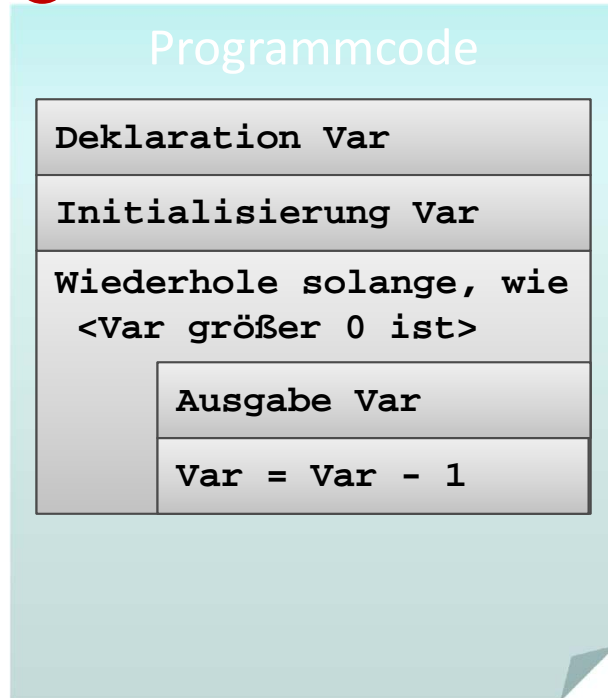 Programmcode
Deklaration Var
Initialisierung Var
Wiederhole solange, wie
<Var größer 0 ist>
Ausgabe Var
Var = Var - 1